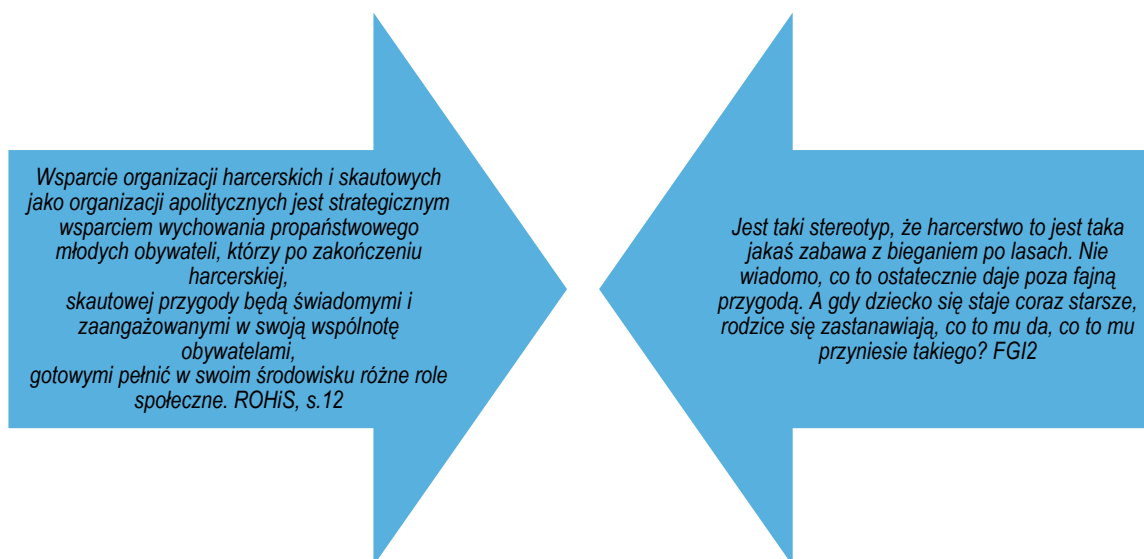 Wsparcie organizacji harcerskich i skautowych
jako organizacji apolitycznych jest strategicznym
wsparciem wychowania propaństwowego
młodych obywateli, którzy po zakończeniu
harcerskiej,
skautowej przygody będą świadomymi i
zaangażowanymi w swoją wspólnotę
obywatelami,
gotowymi pełnić w swoim środowisku różne role
społeczne. ROHiS, s.12
Jest taki stereotyp, że harcerstwo to jest taka
jakaś zabawa z bieganiem po lasach. Nie
wiadomo, co to ostatecznie daje poza fajną
przygodą. A gdy dziecko się staje coraz starsze,
rodzice się zastanawiają, co to mu da, co to mu
przyniesie takiego? FGI2